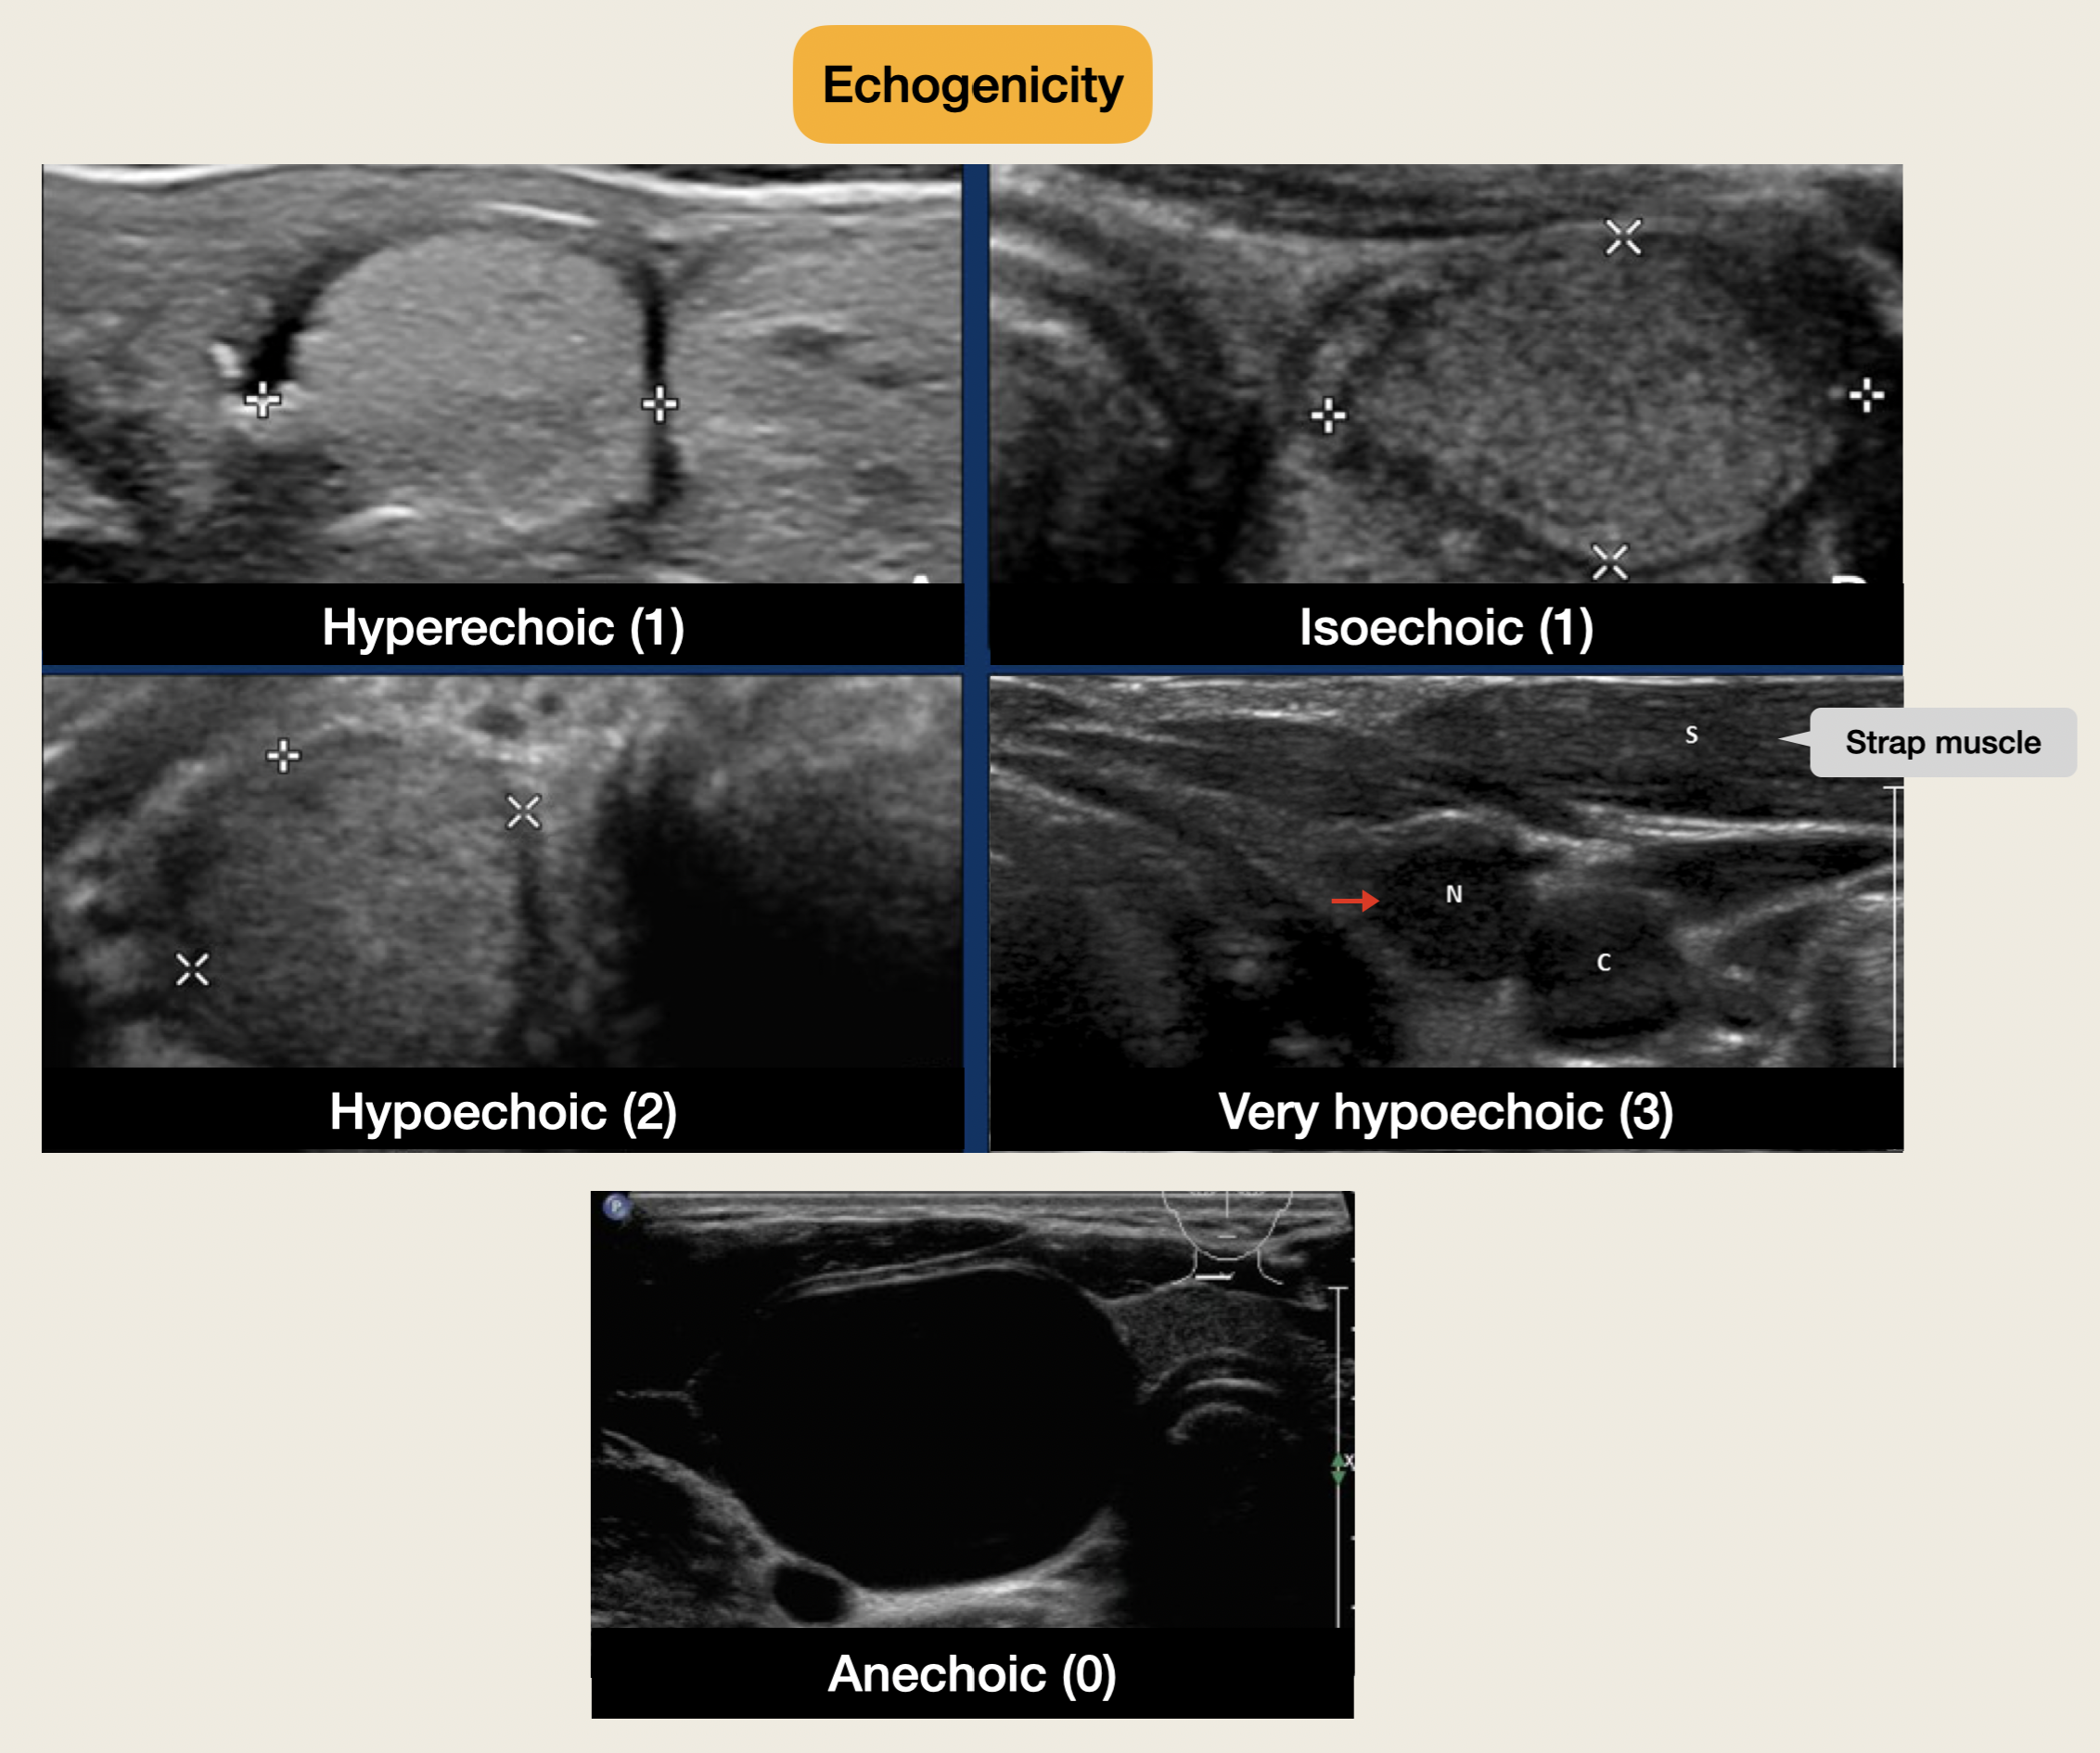 Echogenicity
Hyperechoic (1)
Isoechoic (1)
S
Strap muscle
N
C
Hypoechoic (2)
Very hypoechoic (3)
P
X
Anechoic (0)